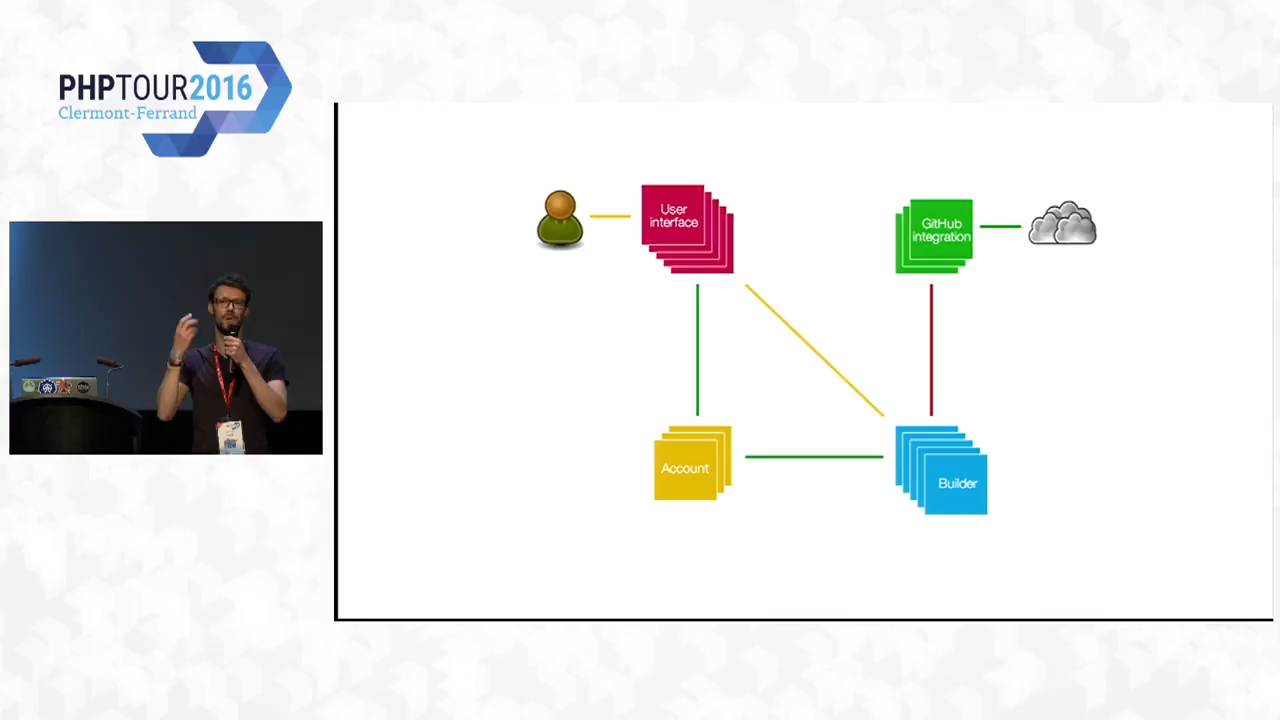 PHPTOUR2016
Clermont-Ferrand
User
interface
GitHub
integration
Account
Builder